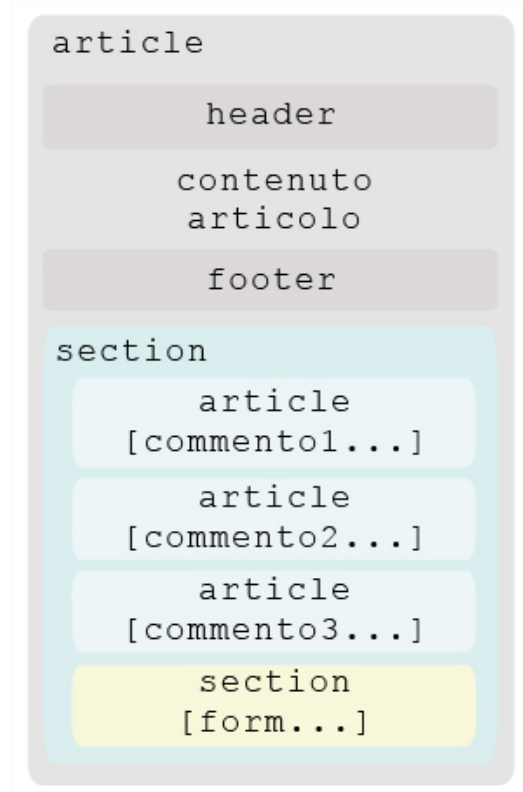 article
header
contenuto
articolo
footer
section
article
[commento1...]
article
[commento2...]
article
[commento3...]
section
[form...]